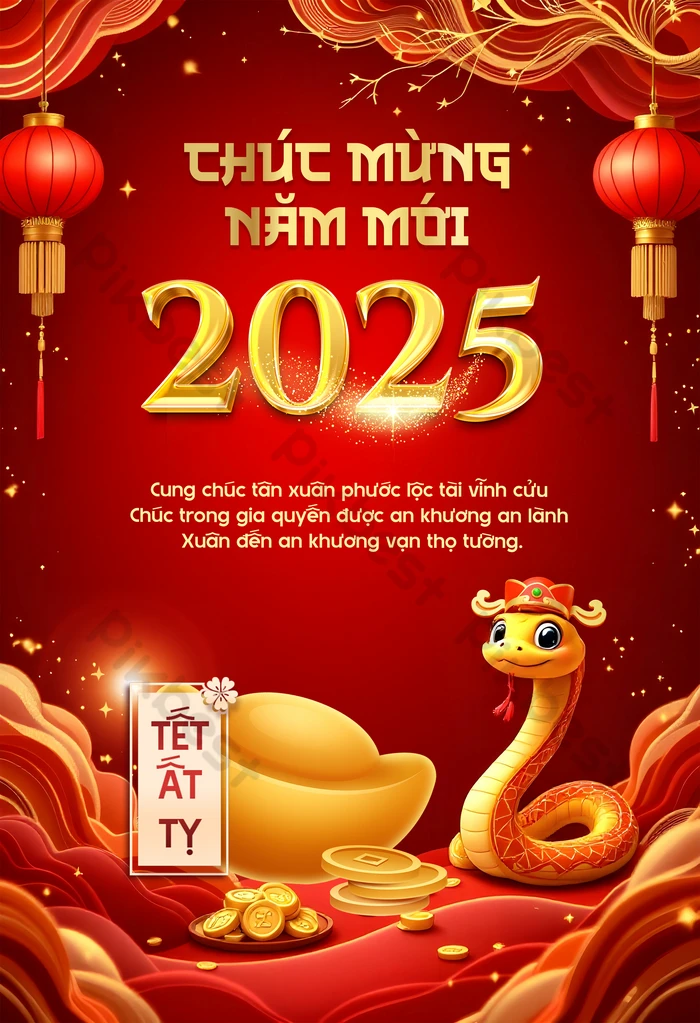 CHÚC MỪNG
NĂM MỚI
2025
Cung chúc tân xuân phước lộc tài vĩnh cửu
Chúc trong gia quyến được an khương an lành
Xuân đến an khương vạn thọ tường.
TẾT
ẤT
TỴ
Pikbest